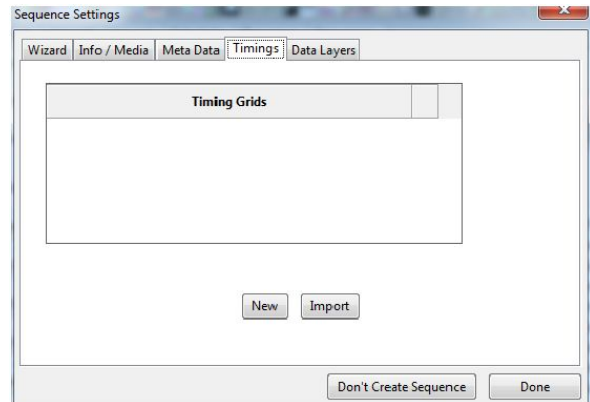 Sequence Settings
Wizard Info / Media Meta Data Timings Data Layers
Timing Grids
New Import
Don't Create Sequence Done